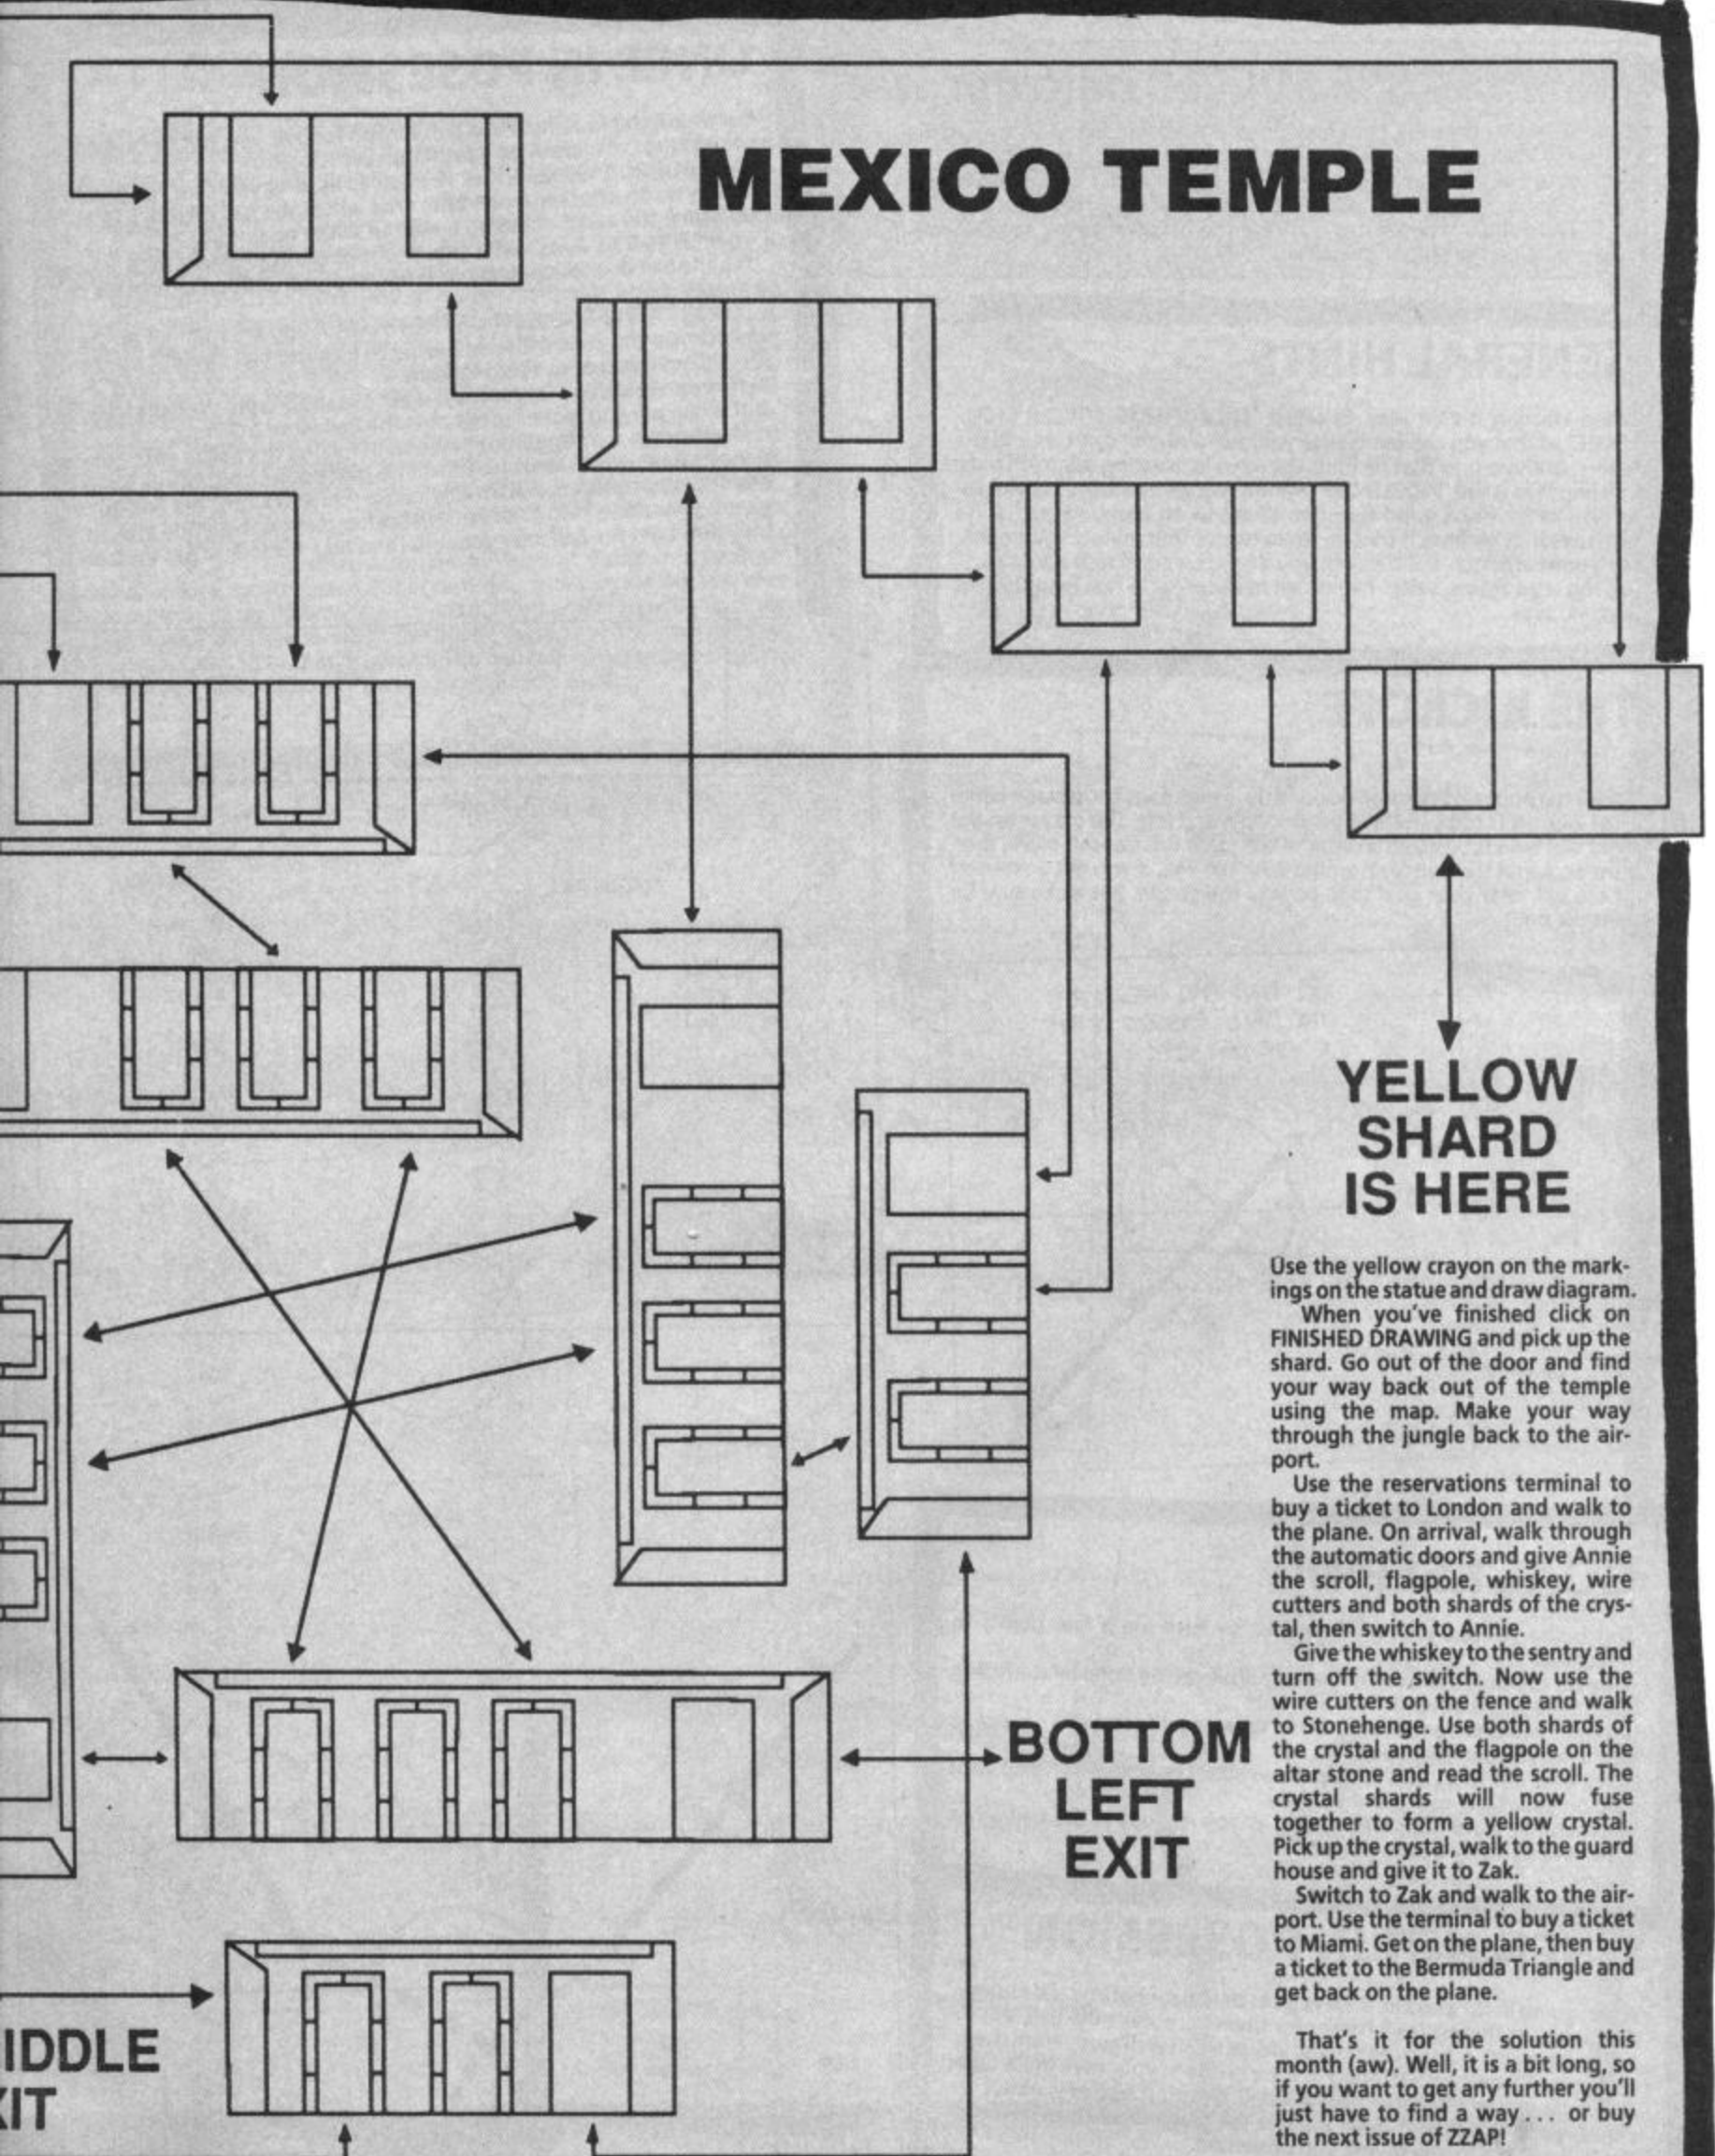 MEXICO TEMPLE
YELLOW
SHARD
IS HERE
Use the yellow crayon on the mark-
ings on the statue and draw diagram.
When you've finished click on
FINISHED DRAWING and pick up the
shard. Go out of the door and find
your way back out of the temple
using the map. Make your way
through the jungle back to the air-
port.
Use the reservations terminal to
buy a ticket to London and walk to
the plane. On arrival, walk through
the automatic doors and give Annie
the scroll, flagpole, whiskey, wire
cutters and both shards of the crys-
tal, then switch to Annie.
Give the whiskey to the sentry and
turn off the switch. Now use the
wire cutters on the fence and walk
to Stonehenge. Use both shards of
the crystal and the flagpole on the
altar stone and read the scroll. The
crystal shards will now fuse
together to form a yellow crystal.
Pick up the crystal, walk to the guard
house and give it to Zak.
Switch to Zak and walk to the air-
port. Use the terminal to buy a ticket
to Miami. Get on the plane, then buy
a ticket to the Bermuda Triangle and
get back on the plane.
That's it for the solution this
month (aw). Well, it is a bit long, so
if you want to get any further you'll
just have to find a way... or buy
the next issue of ZZAP!
BOTTOM
LEFT
EXIT
IDDLE
XIT